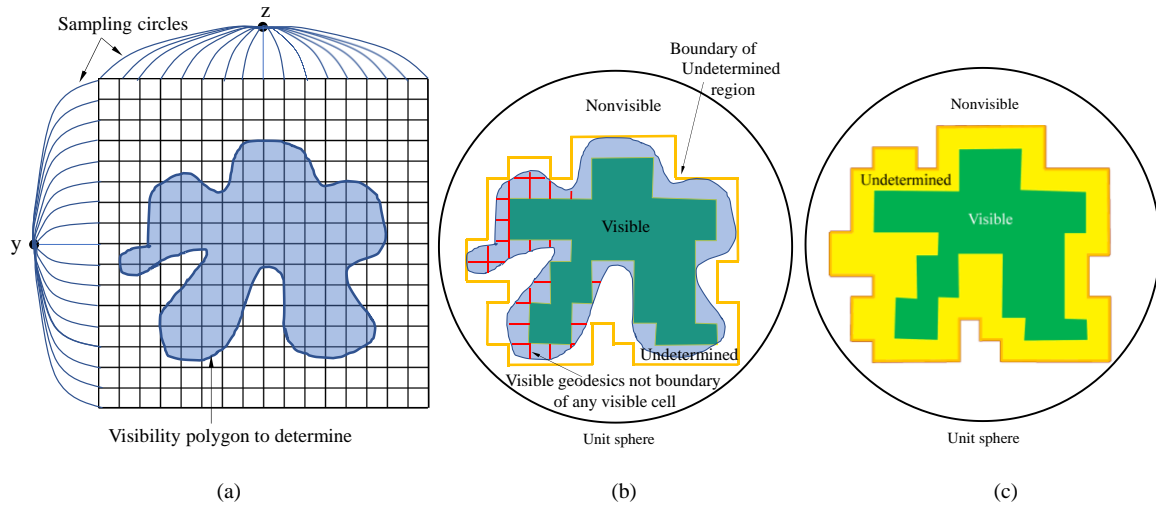 Sampling circles
z
y
Visibility polygon to determine
(a)
Boundary of
Undetermined
region
Nonvisible
Visible
Undetermined
Visible geodesics not boundary
of any visible cell
Unit sphere
(b)
Nonvisible
Undetermined
Visible
Unit sphere
(c)